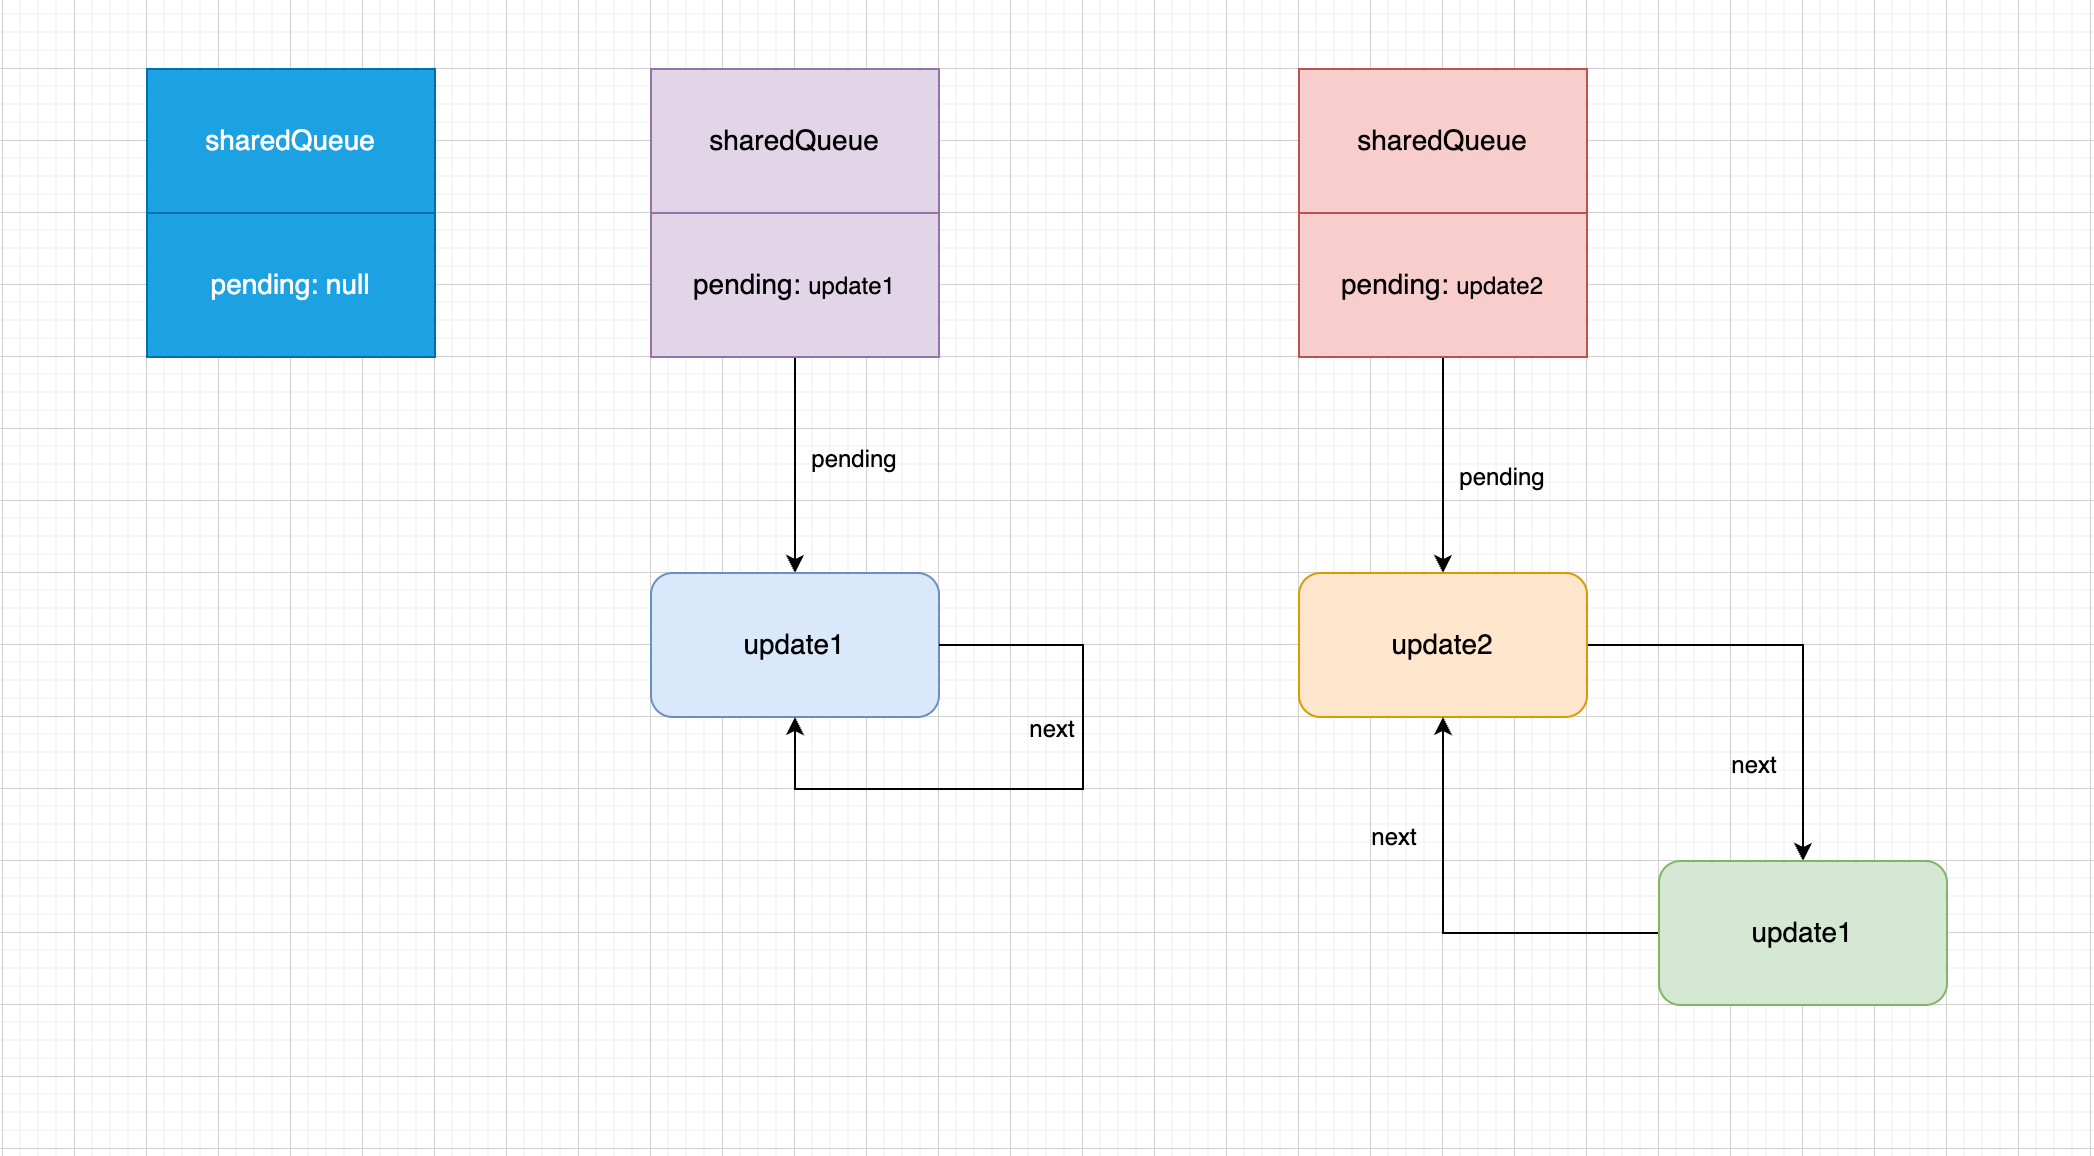 sharedQueue
pending: null
sharedQueue
pending: update1
pending
update1
next
sharedQueue
pending: update2
pending
update2
next
next
update1